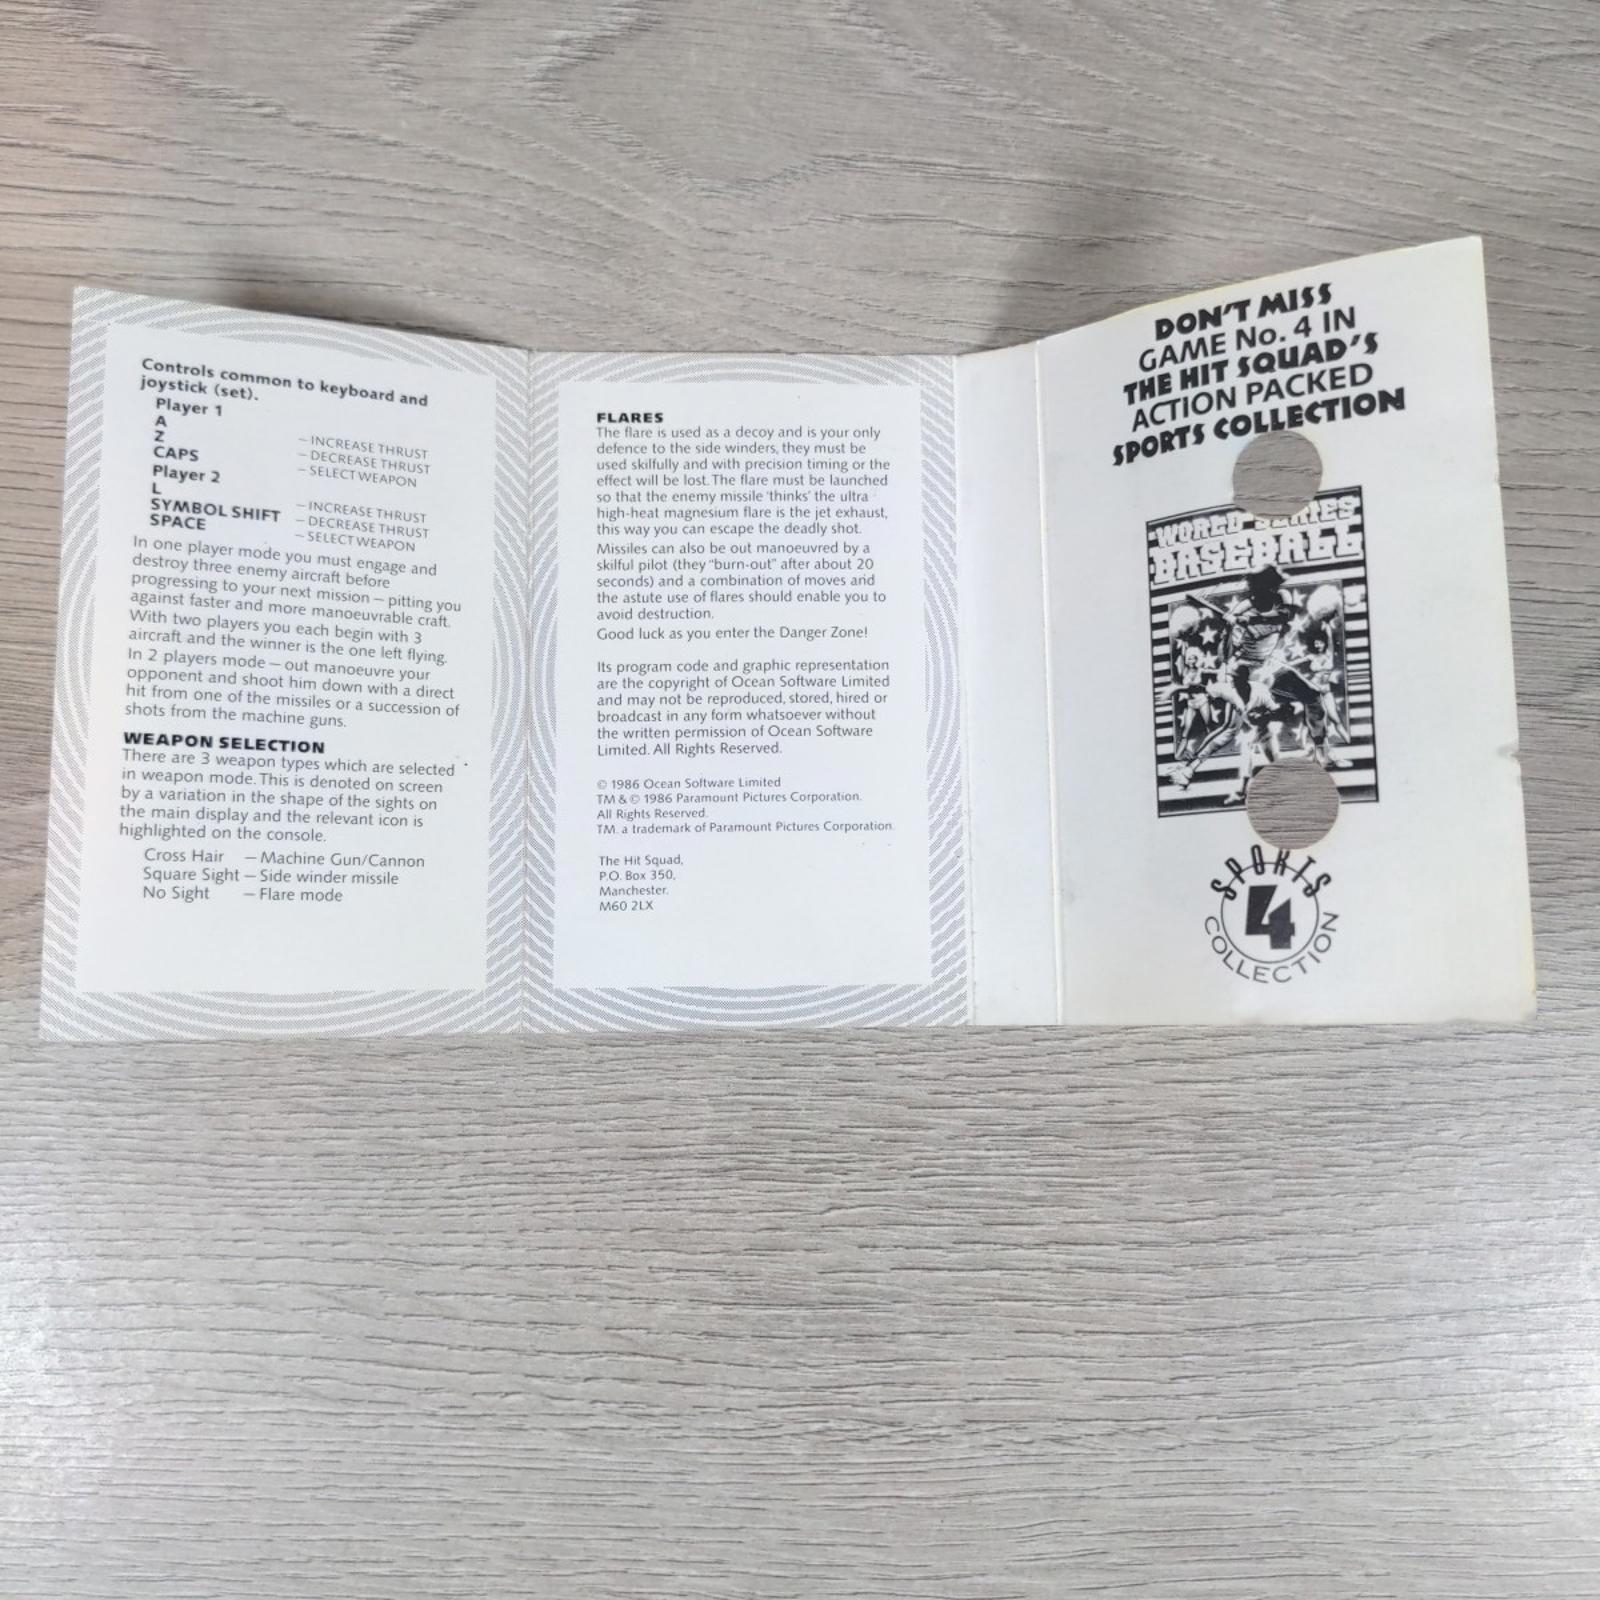 Controls common to keyboard and
joystick (set).
Player 1
A – INCREASE THRUST
Z – DECREASE THRUST
CAPS – SELECT WEAPON
Player 2
L – INCREASE THRUST
SYMBOL SHIFT – DECREASE THRUST
SPACE – SELECT WEAPON
In one player mode you must engage and
destroy three enemy aircraft before
progressing to your next mission – pitting you
against faster and more manoeuvrable craft.
With two players you each begin with 3
aircraft and the winner is the one left flying.
In 2 players mode – out manoeuvre your
opponent and shoot him down with a direct
hit from one of the missiles or a succession of
shots from the machine guns.
WEAPON SELECTION
There are 3 weapon types which are selected
in weapon mode. This is denoted on screen
by a variation in the shape of the sights on
the main display and the relevant icon is
highlighted on the console.
Cross Hair – Machine Gun/Cannon
Square Sight – Side winder missile
No Sight – Flare mode
FLARES
The flare is used as a decoy and is your only
defence to the side winders, they must be
used skilfully and with precision timing or the
effect will be lost. The flare must be launched
so that the enemy missile 'thinks' the ultra
high-heat magnesium flare is the jet exhaust,
this way you can escape the deadly shot.
Missiles can also be out manoeuvred by a
skilful pilot (they "burn-out" after about 20
seconds) and a combination of moves and
the astute use of flares should enable you to
avoid destruction.
Good luck as you enter the Danger Zone!
Its program code and graphic representation
are the copyright of Ocean Software Limited
and may not be reproduced, stored, hired or
broadcast in any form whatsoever without
the written permission of Ocean Software
Limited. All Rights Reserved.
© 1986 Ocean Software Limited
TM & © 1986 Paramount Pictures Corporation.
All Rights Reserved.
TM. a trademark of Paramount Pictures Corporation.
The Hit Squad,
P.O. Box 350,
Manchester.
M60 2LX
DON'T MISS
GAME No. 4 IN
THE HIT SQUAD'S
ACTION PACKED
SPORTS COLLECTION
WORLD SERIES
BASEBALL
SPORTS
4
COLLECTION